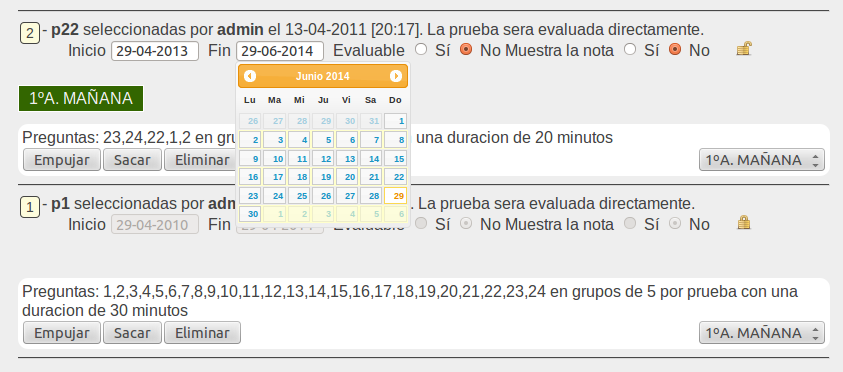 2 - p22 seleccionadas por admin el 13-04-2011 [20:17]. La prueba sera evaluada directamente.
Inicio 29-04-2013 Fin 29-06-2014 Evaluable Sí No Muestra la nota Sí No
Junio 2014
Lu Ma Mi Ju Vi Sa Do
26 27 28 29 30 31 1
2 3 4 5 6 7 8
9 10 11 12 13 14 15
16 17 18 19 20 21 22
23 24 25 26 27 28 29
30 1 2 3 4 5 6
1ºA. MAÑANA
Preguntas: 23,24,22,1,2 en gru una duracion de 20 minutos
Empujar Sacar Eliminar 1ºA. MAÑANA
1 - p1 seleccionadas por adm . La prueba sera evaluada directamente.
Inicio 29-04-2010 Fin Evaluable Sí No Muestra la nota Sí No
Preguntas: 1,2,3,4,5,6,7,8,9,10,11,12,13,14,15,16,17,18,19,20,21,22,23,24 en grupos de 5 por prueba con una
duracion de 30 minutos
Empujar Sacar Eliminar 1ºA. MAÑANA